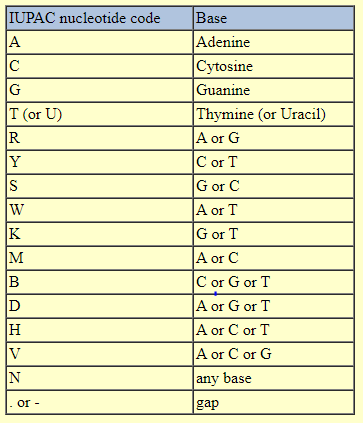 IUPAC nucleotide code Base
A Adenine
C Cytosine
G Guanine
T (or U) Thymine (or Uracil)
R A or G
Y C or T
S G or C
W A or T
K G or T
M A or C
B C or G or T
D A or G or T
H A or C or T
V A or C or G
N any base
. or - gap